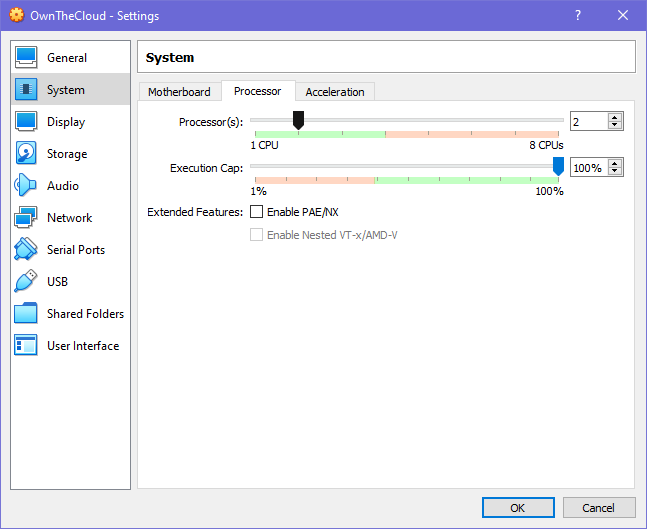 OwnTheCloud - Settings
?
General
System
Display
Storage
Audio
Network
Serial Ports
USB
Shared Folders
User Interface
System
Motherboard
Processor
Acceleration
Processor(s):
2
1 CPU
8 CPUs
Execution Cap:
100%
1%
100%
Extended Features:
Enable PAE/NX
Enable Nested VT-x/AMD-V
OK
Cancel